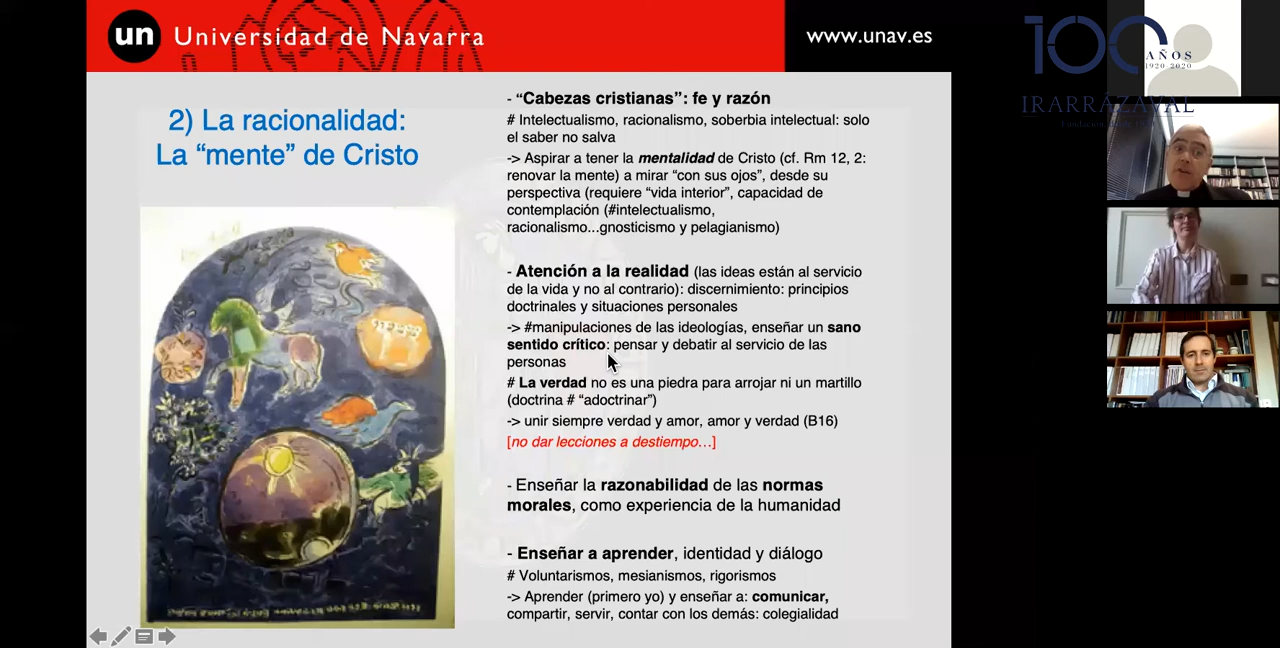 un Universidad de Navarra
www.unav.es
100 AÑOS
1920-2020
IRARRÁZAVAL
2) La racionalidad:
La “mente” de Cristo
- “Cabezas cristianas”: fe y razón
# Intelectualismo, racionalismo, soberbia intelectual: solo
el saber no salva
-> Aspirar a tener la mentalidad de Cristo (cf. Rm 12, 2:
renovar la mente) a mirar “con sus ojos”, desde su
perspectiva (requiere “vida interior”, capacidad de
contemplación (#intelectualismo,
racionalismo...gnosticismo y pelagianismo)
- Atención a la realidad (las ideas están al servicio
de la vida y no al contrario): discernimiento: principios
doctrinales y situaciones personales
-> #manipulaciones de las ideologías, enseñar un sano
sentido crítico: pensar y debatir al servicio de las
personas
# La verdad no es una piedra para arrojar ni un martillo
(doctrina # “adoctrinar”)
-> unir siempre verdad y amor, amor y verdad (B16)
[no dar lecciones a destiempo…]
- Enseñar la razonabilidad de las normas
morales, como experiencia de la humanidad
- Enseñar a aprender, identidad y diálogo
# Voluntarismos, mesianismos, rigorismos
-> Aprender (primero yo) y enseñar a: comunicar,
compartir, servir, contar con los demás: colegialidad